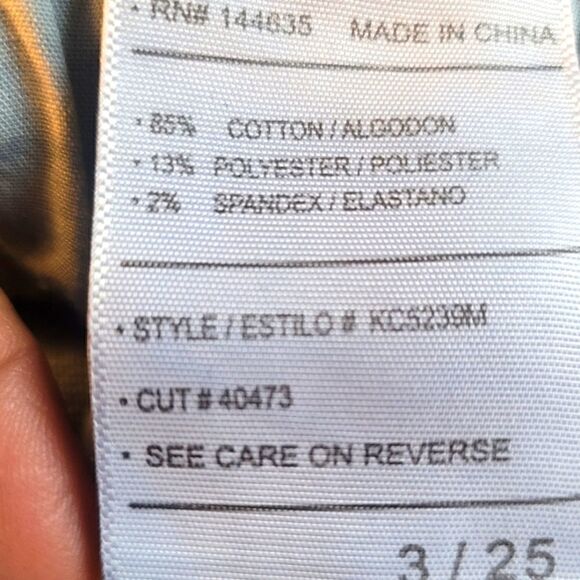 • RN# 144635 MADE IN CHINA
• 85% COTTON / ALGODON
• 13% POLYESTER / POLIESTER
• 2% SPANDEX / ELASTANO
• STYLE / ESTILO # KC5239M
• CUT # 40473
• SEE CARE ON REVERSE
3 / 25